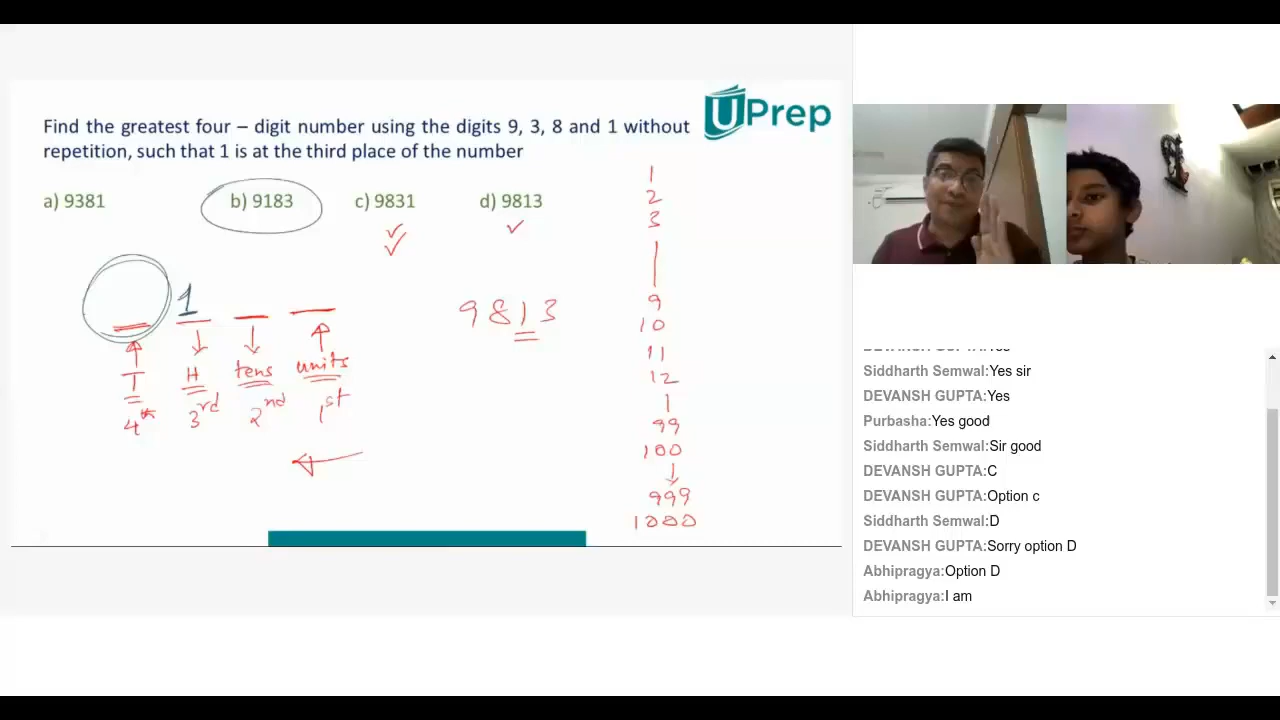 UPrep
Find the greatest four – digit number using the digits 9, 3, 8 and 1 without
repetition, such that 1 is at the third place of the number
a) 9381 b) 9183 c) 9831 d) 9813
1
T H tens units
4th 3rd 2nd 1st
9813
1
2
3
9
10
11
12
99
100
999
1000
Siddharth Semwal:Yes sir
DEVANSH GUPTA:Yes
Purbasha:Yes good
Siddharth Semwal:Sir good
DEVANSH GUPTA:C
DEVANSH GUPTA:Option c
Siddharth Semwal:D
DEVANSH GUPTA:Sorry option D
Abhipragya:Option D
Abhipragya:I am